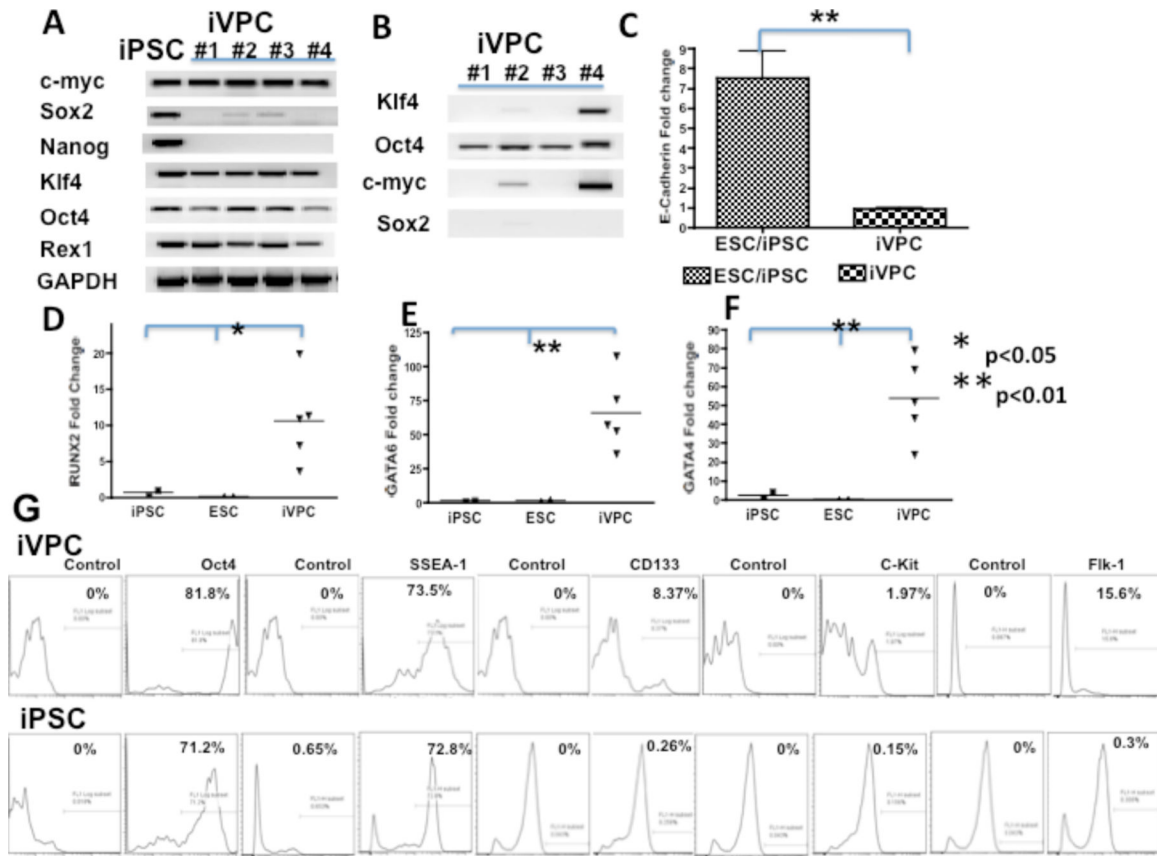 A
iVPC
iPSC #1 #2 #3 #4
c-myc
Sox2
Nanog
Klf4
Oct4
Rex1
GAPDH
B
iVPC
#1 #2 #3 #4
Klf4
Oct4
c-myc
Sox2
C
**
E-Cadherin Fold change
9
8
7
6
5
4
3
2
1
0
ESC/iPSC iVPC
ESC/iPSC iVPC
D
*
RUNX2 Fold Change
20
15
10
5
0
iPSC ESC iVPC
E
**
GATA6 Fold change
125
100
75
50
25
0
iPSC ESC iVPC
F
**
GATA4 Fold change
90
80
70
60
50
40
30
20
10
0
iPSC ESC iVPC
* p<0.05
** p<0.01
G
iVPC
Control Oct4 Control SSEA-1 Control CD133 Control C-Kit Control Flk-1
0% 81.8% 0% 73.5% 0% 8.37% 0% 1.97% 0% 15.6%
iPSC
0% 71.2% 0.65% 72.8% 0% 0.26% 0% 0.15% 0% 0.3%